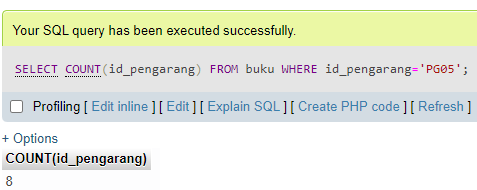 Your SQL query has been executed successfully.
SELECT COUNT(id_pengarang) FROM buku WHERE id_pengarang='PG05';
Profiling [ Edit inline ] [ Edit ] [ Explain SQL ] [ Create PHP code ] [ Refresh ]
+ Options
COUNT(id_pengarang)
8